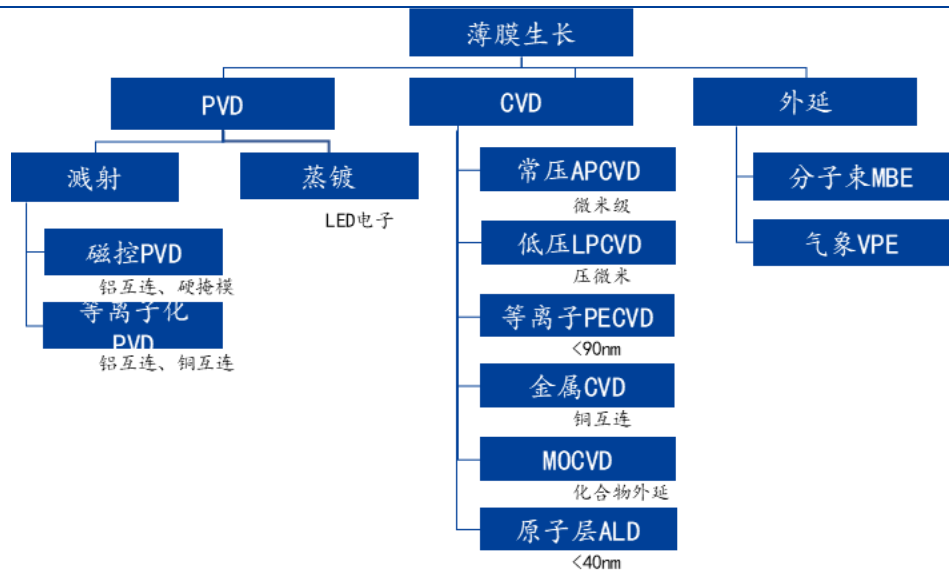 薄膜生长
PVD
CVD
外延
溅射
蒸镀
LED电子
磁控PVD
铝互连、硬掩模
等离子化
PVD
铝互连、铜互连
常压APCVD
微米级
低压LPCVD
压微米
等离子PECVD
<90nm
金属CVD
铜互连
MOCVD
化合物外延
原子层ALD
<40nm
分子束MBE
气象VPE